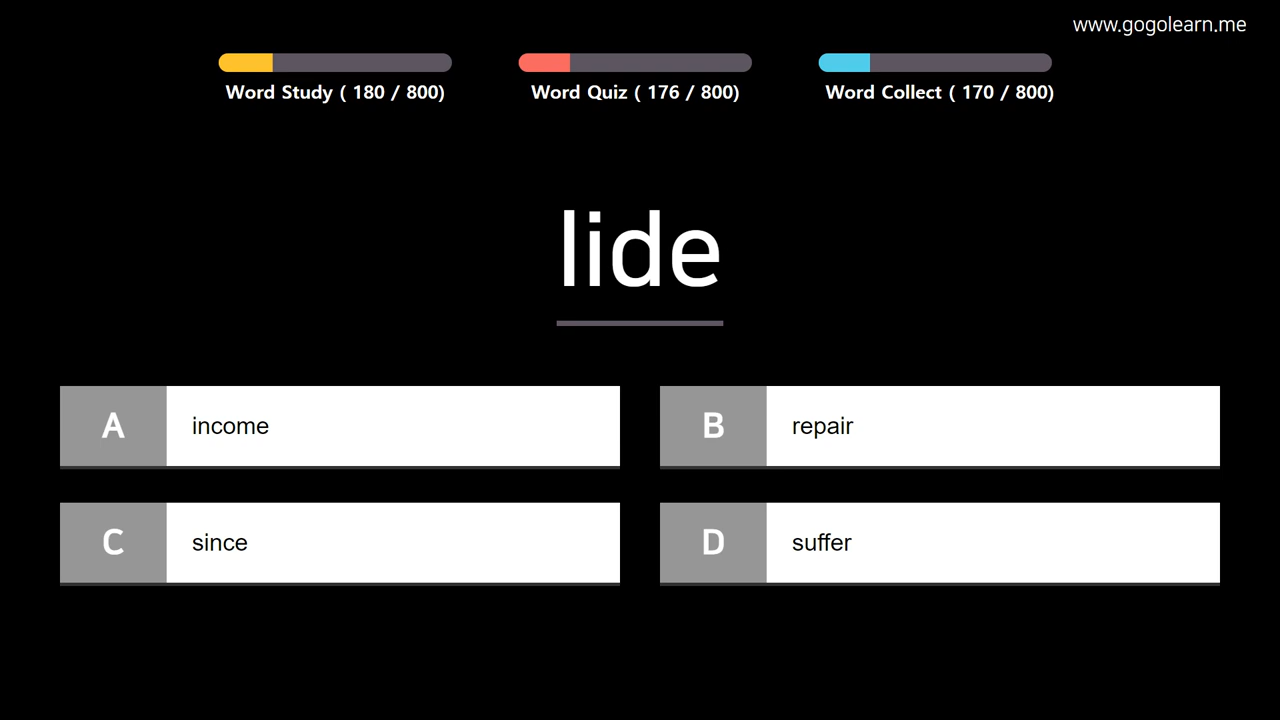 www.gogolearn.me
Word Study ( 180 / 800)
Word Quiz ( 176 / 800)
Word Collect ( 170 / 800)
lide
A income
B repair
C since
D suffer